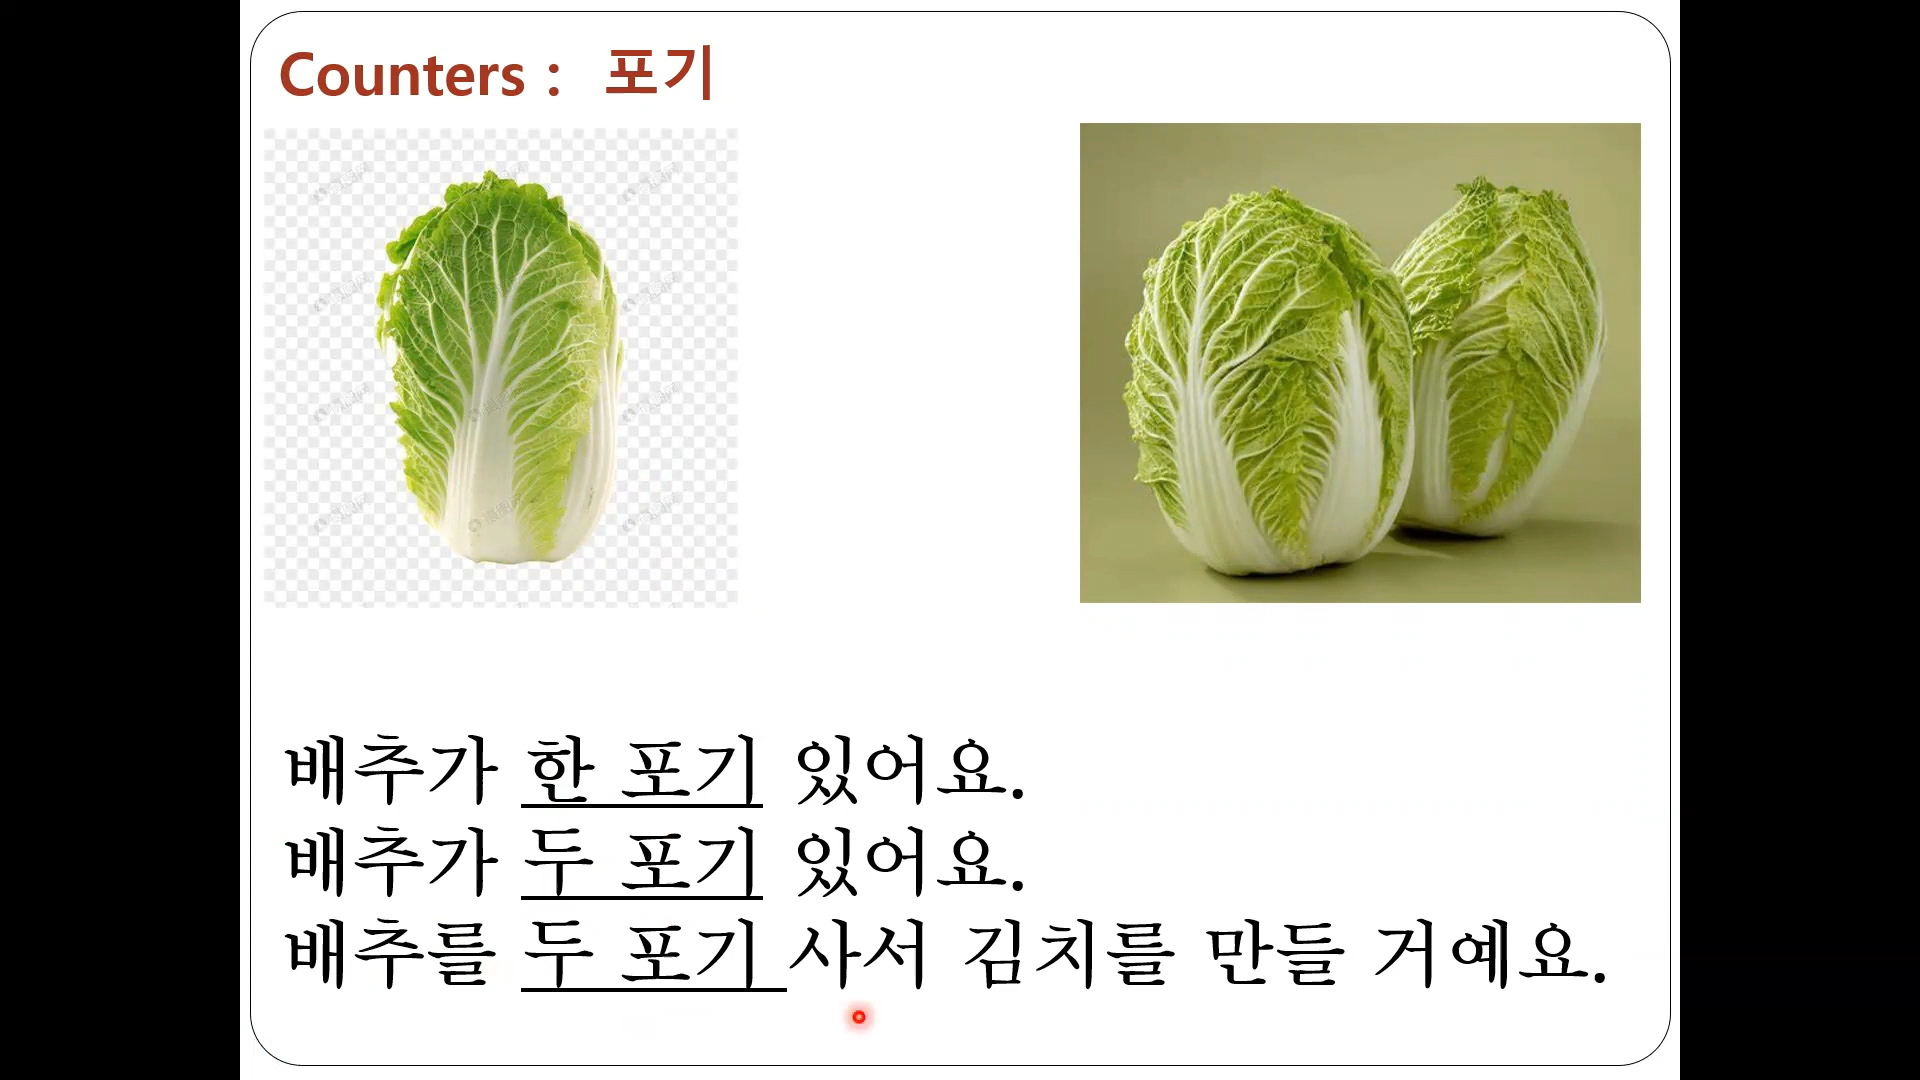 Counters : 포기
배추가 한 포기 있어요.
배추가 두 포기 있어요.
배추를 두 포기 사서 김치를 만들 거예요.